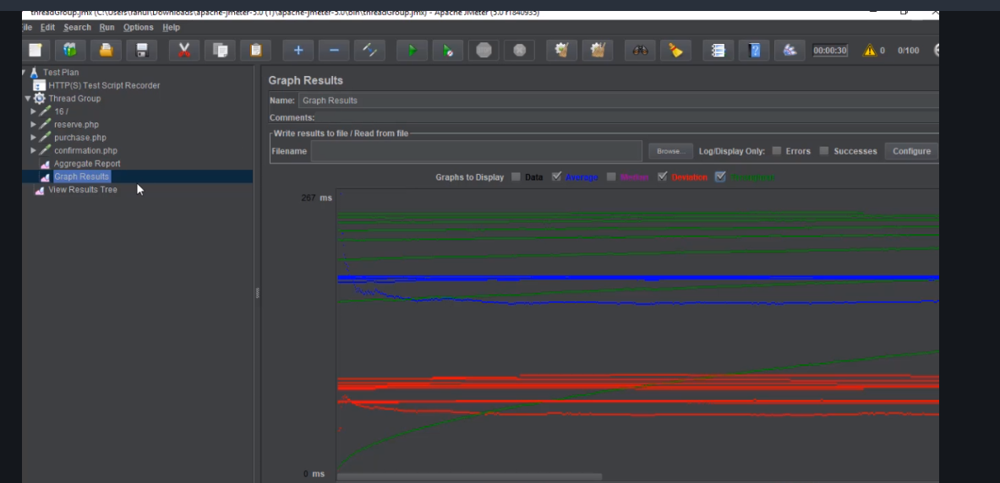 threadGroup.jmx (C:\Users\rahul\Downloads\apache-jmeter-5.0 (1)\apache-jmeter-5.0\bin\threadGroup.jmx) - Apache JMeter (5.0 r1840935)
File Edit Search Run Options Help
00:00:30 0 0/100
Test Plan
HTTP(S) Test Script Recorder
Thread Group
16 /
reserve.php
purchase.php
confirmation.php
Aggregate Report
Graph Results
View Results Tree
Graph Results
Name: Graph Results
Comments:
Write results to file / Read from file
Filename Browse... Log/Display Only: Errors Successes Configure
Graphs to Display Data Average Median Deviation Throughput
267 ms
0 ms